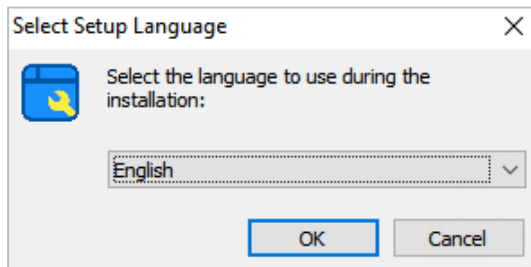 Select Setup Language
Select the language to use during the
installation:
English
OK
Cancel